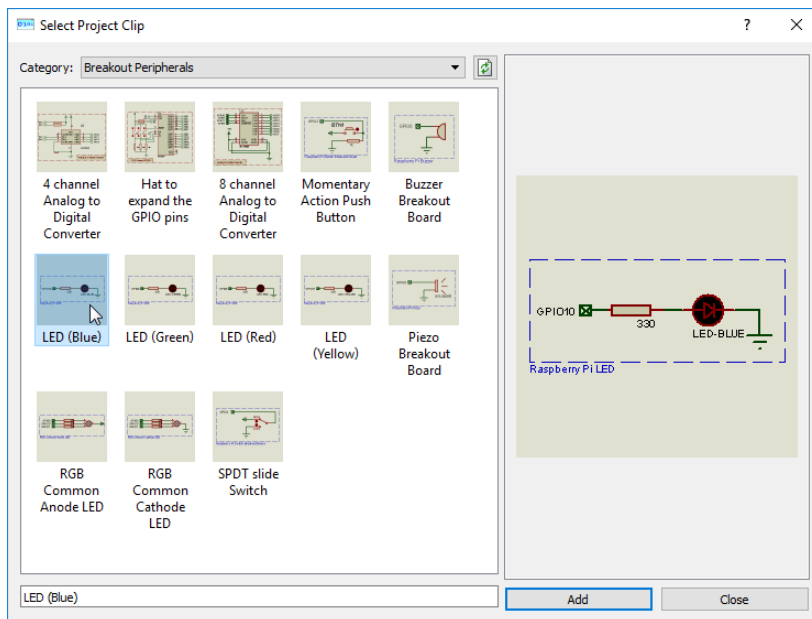 Select Project Clip
?
Category:
Breakout Peripherals
4 channel
Analog to
Digital
Converter
Hat to
expand the
GPIO pins
8 channel
Analog to
Digital
Converter
Momentary
Action Push
Button
Buzzer
Breakout
Board
LED (Blue)
LED (Green)
LED (Red)
LED
(Yellow)
Piezo
Breakout
Board
RGB
Common
Anode LED
RGB
Common
Cathode
LED
SPDT slide
Switch
GPIO10
330
LED-BLUE
Raspberry Pi LED
LED (Blue)
Add
Close